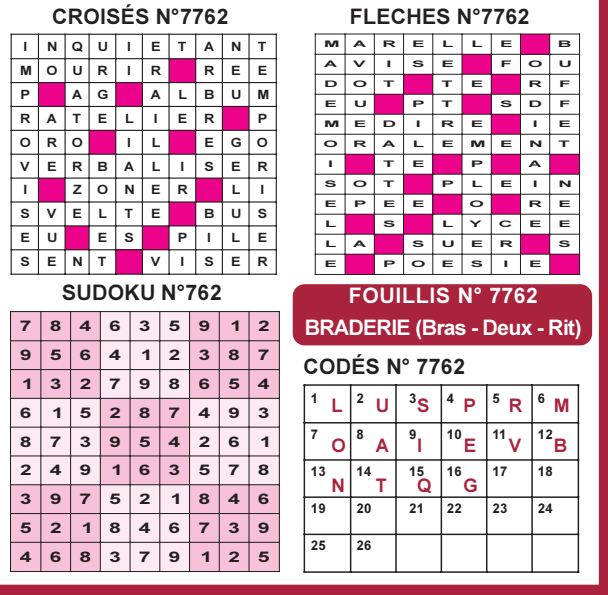 CROISÉS N°7762
I N Q U I E T A N T
M O U R I R R E E
P A G A L B U M
R A T E L I E R P
O R O I L E G O
V E R B A L I S E R
I Z O N E R L I
S V E L T E B U S
E U E S P I L E
S E N T V I S E R
FLECHES N°7762
M A R E L L E B
A V I S E F O U
D O T T E R F
E U P T S D F
M E D I R E I E
O R A L E M E N T
I T E P A
S O T P L E I N
E P E E O R E
L S L Y C E E
L A S U E R S
E P O E S I E
SUDOKU N°762
7 8 4 6 3 5 9 1 2
9 5 6 4 1 2 3 8 7
1 3 2 7 9 8 6 5 4
6 1 5 2 8 7 4 9 3
8 7 3 9 5 4 2 6 1
2 4 9 1 6 3 5 7 8
3 9 7 5 2 1 8 4 6
5 2 1 8 4 6 7 3 9
4 6 8 3 7 9 1 2 5
FOUILLIS N° 7762
BRADERIE (Bras - Deux - Rit)
CODÉS N° 7762
1 L 2 U 3 S 4 P 5 R 6 M
7 O 8 A 9 I 10 E 11 V 12 B
13 N 14 T 15 Q 16 G 17 18
19 20 21 22 23 24
25 26